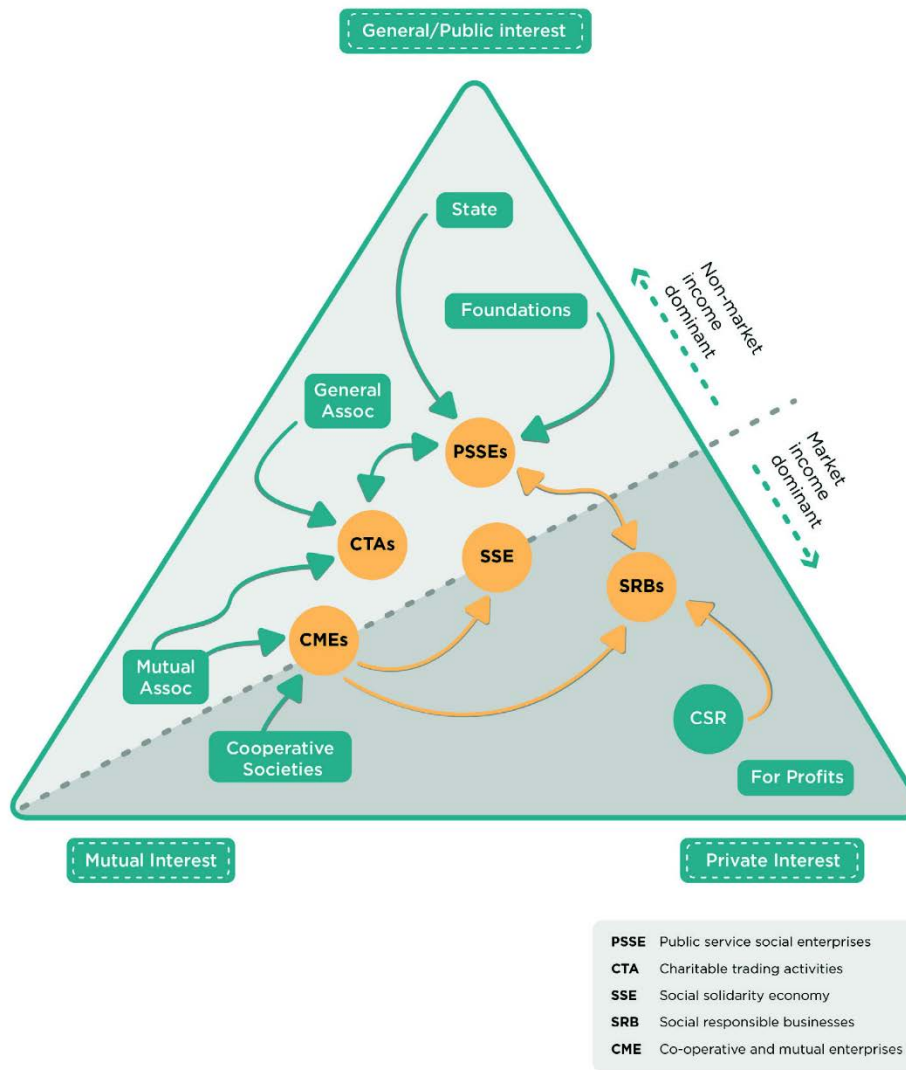 General/Public interest
State
Foundations
General
Assoc
Non-market
income
dominant
Market
income
dominant
PSSEs
CTAs
SSE
SRBs
CMEs
Mutual
Assoc
CSR
Cooperative
Societies
For Profits
Mutual Interest
Private Interest
PSSE Public service social enterprises
CTA Charitable trading activities
SSE Social solidarity economy
SRB Social responsible businesses
CME Co-operative and mutual enterprises